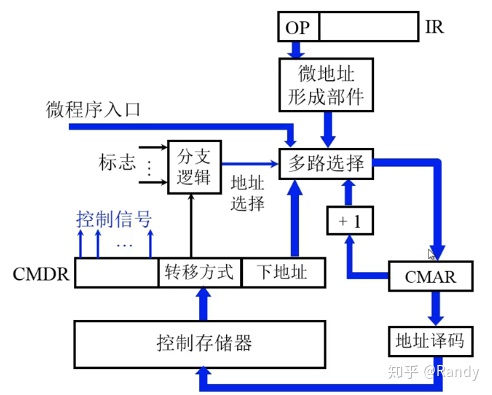 OP
IR
微地址
形成部件
微程序入口
标志
⋮
分支
逻辑
地址
选择
多路选择
控制信号
…
+1
CMDR
转移方式
下地址
CMAR
控制存储器
地址译码
知乎 @Randy